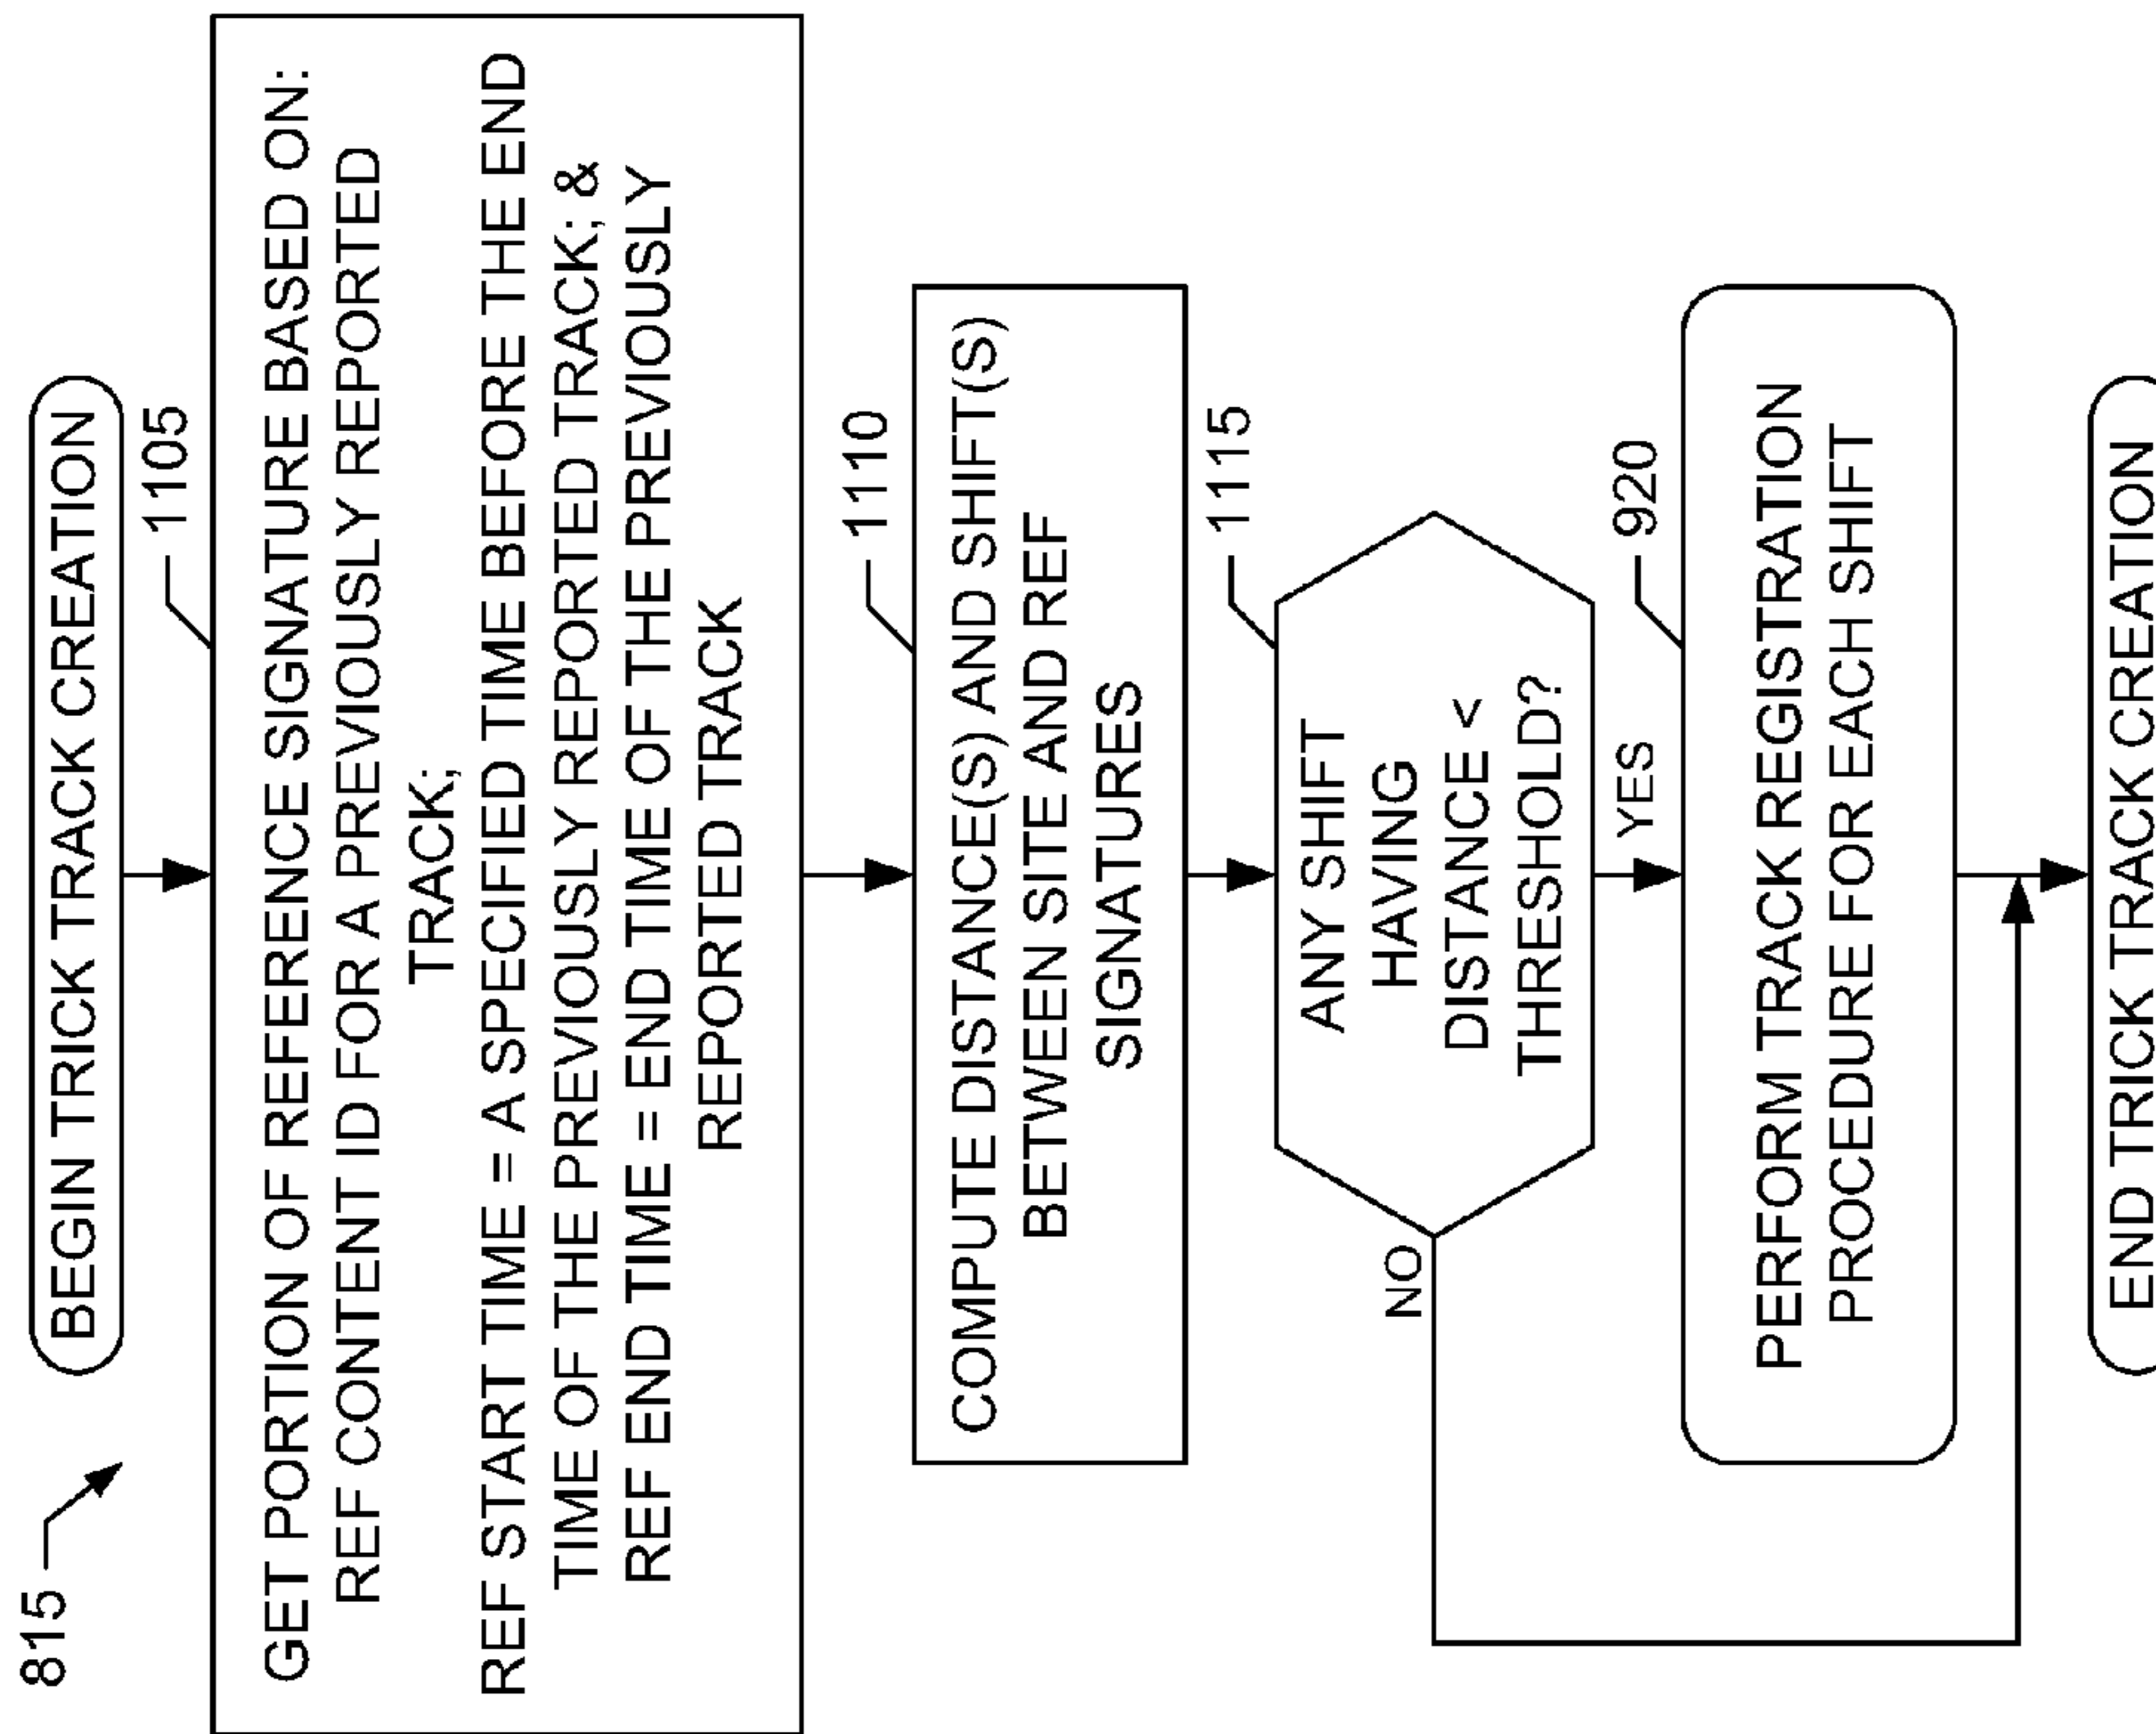 815
BEGIN TRICK TRACK CREATION
1105
GET PORTION OF REFERENCE SIGNATURE BASED ON:
REF CONTENT ID FOR A PREVIOUSLY REPORTED
TRACK;
REF START TIME = A SPECIFIED TIME BEFORE THE END
TIME OF THE PREVIOUSLY REPORTED TRACK; &
REF END TIME = END TIME OF THE PREVIOUSLY
REPORTED TRACK
1110
COMPUTE DISTANCE(S) AND SHIFT(S)
BETWEEN SITE AND REF
SIGNATURES
1115
ANY SHIFT
HAVING
DISTANCE <
THRESHOLD?
NO
YES
920
PERFORM TRACK REGISTRATION
PROCEDURE FOR EACH SHIFT
END TRICK TRACK CREATION